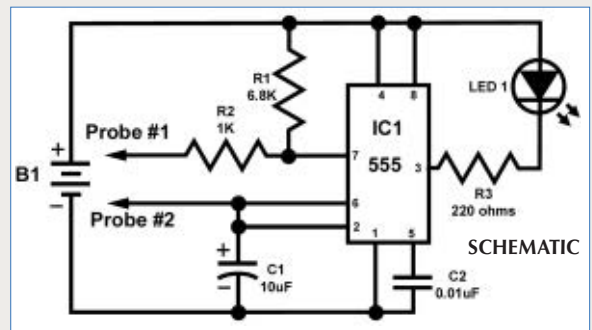 R1
6.8K
R2
1K
Probe #1
B1
+
−
Probe #2
+
−
C1
10uF
4
8
IC1
555
7
6
2
3
1
5
LED 1
R3
220 ohms
C2
0.01uF
SCHEMATIC